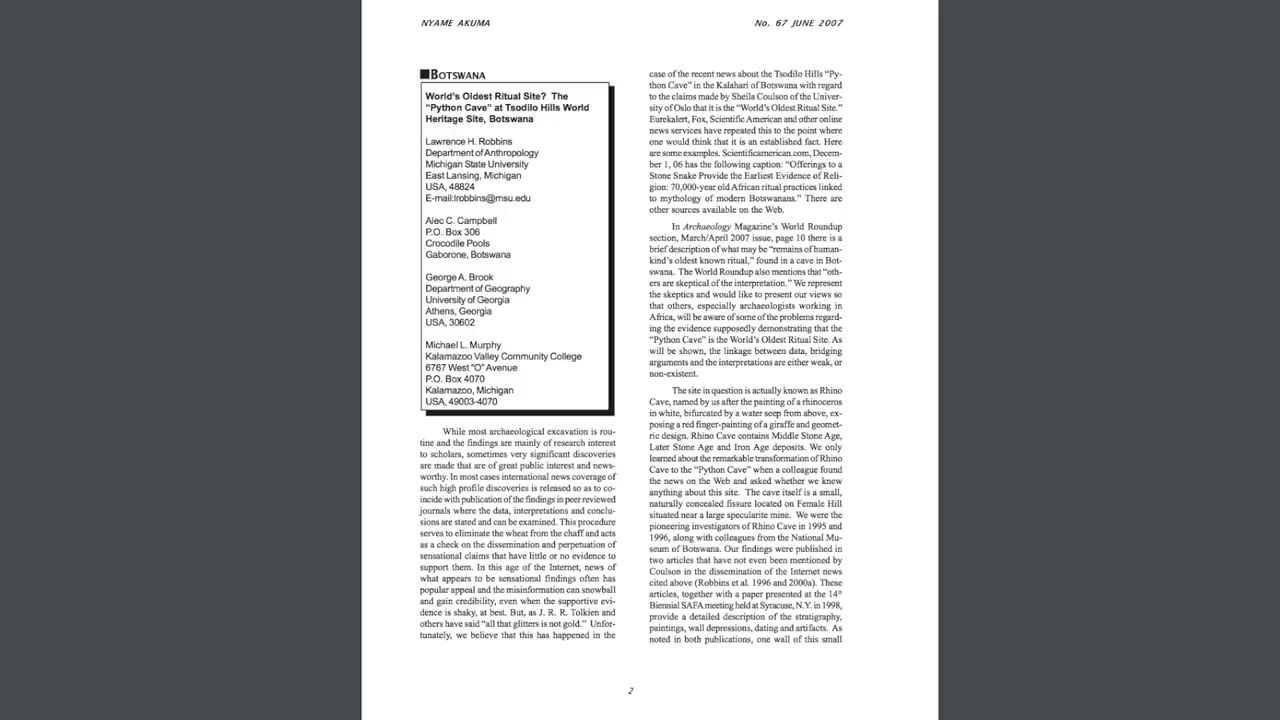 NYAME AKUMA
No. 67 JUNE 2007
BOTSWANA
World's Oldest Ritual Site? The
"Python Cave" at Tsodilo Hills World
Heritage Site, Botswana
Lawrence H. Robbins
Department of Anthropology
Michigan State University
East Lansing, Michigan
USA, 48824
E-mail:lrobbins@msu.edu
Alec C. Campbell
P.O. Box 306
Crocodile Pools
Gaborone, Botswana
George A. Brook
Department of Geography
University of Georgia
Athens, Georgia
USA, 30602
Michael L. Murphy
Kalamazoo Valley Community College
6767 West "O" Avenue
P.O. Box 4070
Kalamazoo, Michigan
USA, 49003-4070
While most archaeological excavation is rou-
tine and the findings are mainly of research interest
to scholars, sometimes very significant discoveries
are made that are of great public interest and news-
worthy. In most cases international news coverage of
such high profile discoveries is released so as to co-
incide with publication of the findings in peer reviewed
journals where the data, interpretations and conclu-
sions are stated and can be examined. This procedure
serves to eliminate the wheat from the chaff and acts
as a check on the dissemination and perpetuation of
sensational claims that have little or no evidence to
support them. In this age of the Internet, news of
what appears to be sensational findings often has
popular appeal and the misinformation can snowball
and gain credibility, even when the supportive evi-
dence is shaky, at best. But, as J. R. R. Tolkien and
others have said "all that glitters is not gold." Unfor-
tunately, we believe that this has happened in the
case of the recent news about the Tsodilo Hills "Py-
thon Cave" in the Kalahari of Botswana with regard
to the claims made by Sheila Coulson of the Univer-
sity of Oslo that it is the "World's Oldest Ritual Site."
Eurekalert, Fox, Scientific American and other online
news services have repeated this to the point where
one would think that it is an established fact. Here
are some examples. Scientificamerican.com, Decem-
ber 1, 06 has the following caption: "Offerings to a
Stone Snake Provide the Earliest Evidence of Reli-
gion: 70,000-year old African ritual practices linked
to mythology of modern Botswanans." There are
other sources available on the Web.
In Archaeology Magazine's World Roundup
section, March/April 2007 issue, page 10 there is a
brief description of what may be "remains of human-
kind's oldest known ritual," found in a cave in Bot-
swana. The World Roundup also mentions that "oth-
ers are skeptical of the interpretation." We represent
the skeptics and would like to present our views so
that others, especially archaeologists working in
Africa, will be aware of some of the problems regard-
ing the evidence supposedly demonstrating that the
"Python Cave" is the World's Oldest Ritual Site. As
will be shown, the linkage between data, bridging
arguments and the interpretations are either weak, or
non-existent.
The site in question is actually known as Rhino
Cave, named by us after the painting of a rhinoceros
in white, bifurcated by a water seep from above, ex-
posing a red finger-painting of a giraffe and geomet-
ric design. Rhino Cave contains Middle Stone Age,
Later Stone Age and Iron Age deposits. We only
learned about the remarkable transformation of Rhino
Cave to the "Python Cave" when a colleague found
the news on the Web and asked whether we knew
anything about this site. The cave itself is a small,
naturally concealed fissure located on Female Hill
situated near a large specularite mine. We were the
pioneering investigators of Rhino Cave in 1995 and
1996, along with colleagues from the National Mu-
seum of Botswana. Our findings were published in
two articles that have not even been mentioned by
Coulson in the dissemination of the Internet news
cited above (Robbins et al. 1996 and 2000a). These
articles, together with a paper presented at the 14th
Biennial SAFA meeting held at Syracuse, N.Y. in 1998,
provide a detailed description of the stratigraphy,
paintings, wall depressions, dating and artifacts. As
noted in both publications, one wall of this small
2